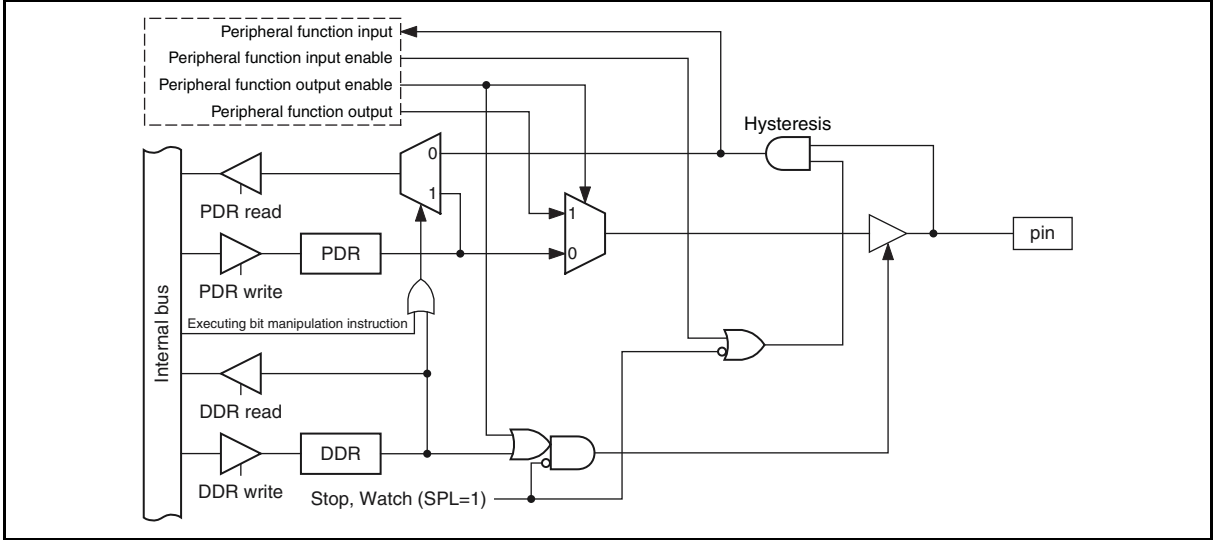 Peripheral function input
Peripheral function input enable
Peripheral function output enable
Peripheral function output
Hysteresis
0
1
PDR read
1
pin
PDR
0
PDR write
Executing bit manipulation instruction
Internal bus
DDR read
DDR
DDR write
Stop, Watch (SPL=1)